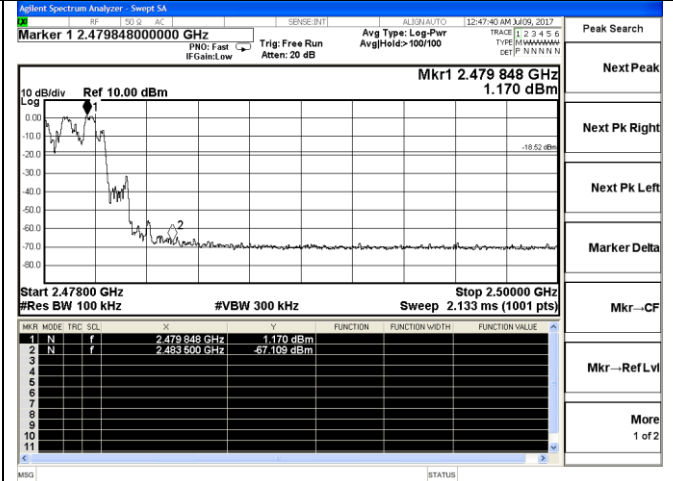 Agilent Spectrum Analyzer - Swept SA
RF 50 Ω AC SENSE:INT ALIGNAUTO 12:47:40 AM Jul 09, 2017
Marker 1 2.479848000000 GHz
PNO: Fast
IFGain:Low
Trig: Free Run
Atten: 20 dB
Avg Type: Log-Pwr
Avg|Hold:>100/100
TRACE 1 2 3 4 5 6
TYPE M WWWWW
DET P N N N N N
Peak Search
Mkr1 2.479 848 GHz
1.170 dBm
10 dB/div Ref 10.00 dBm
Log
1
0.00
-10.0
-18.52 dBm
-20.0
-30.0
-40.0
-50.0
-60.0
2
-70.0
-80.0
Start 2.47800 GHz Stop 2.50000 GHz
#Res BW 100 kHz #VBW 300 kHz Sweep 2.133 ms (1001 pts)
MKR MODE TRC SCL X Y FUNCTION FUNCTION WIDTH FUNCTION VALUE
1 N f 2.479 848 GHz 1.170 dBm
2 N f 2.483 500 GHz -67.109 dBm
3
4
5
6
7
8
9
10
11
MSG STATUS
Next Peak
Next Pk Right
Next Pk Left
Marker Delta
Mkr→CF
Mkr→Ref Lvl
More
1 of 2